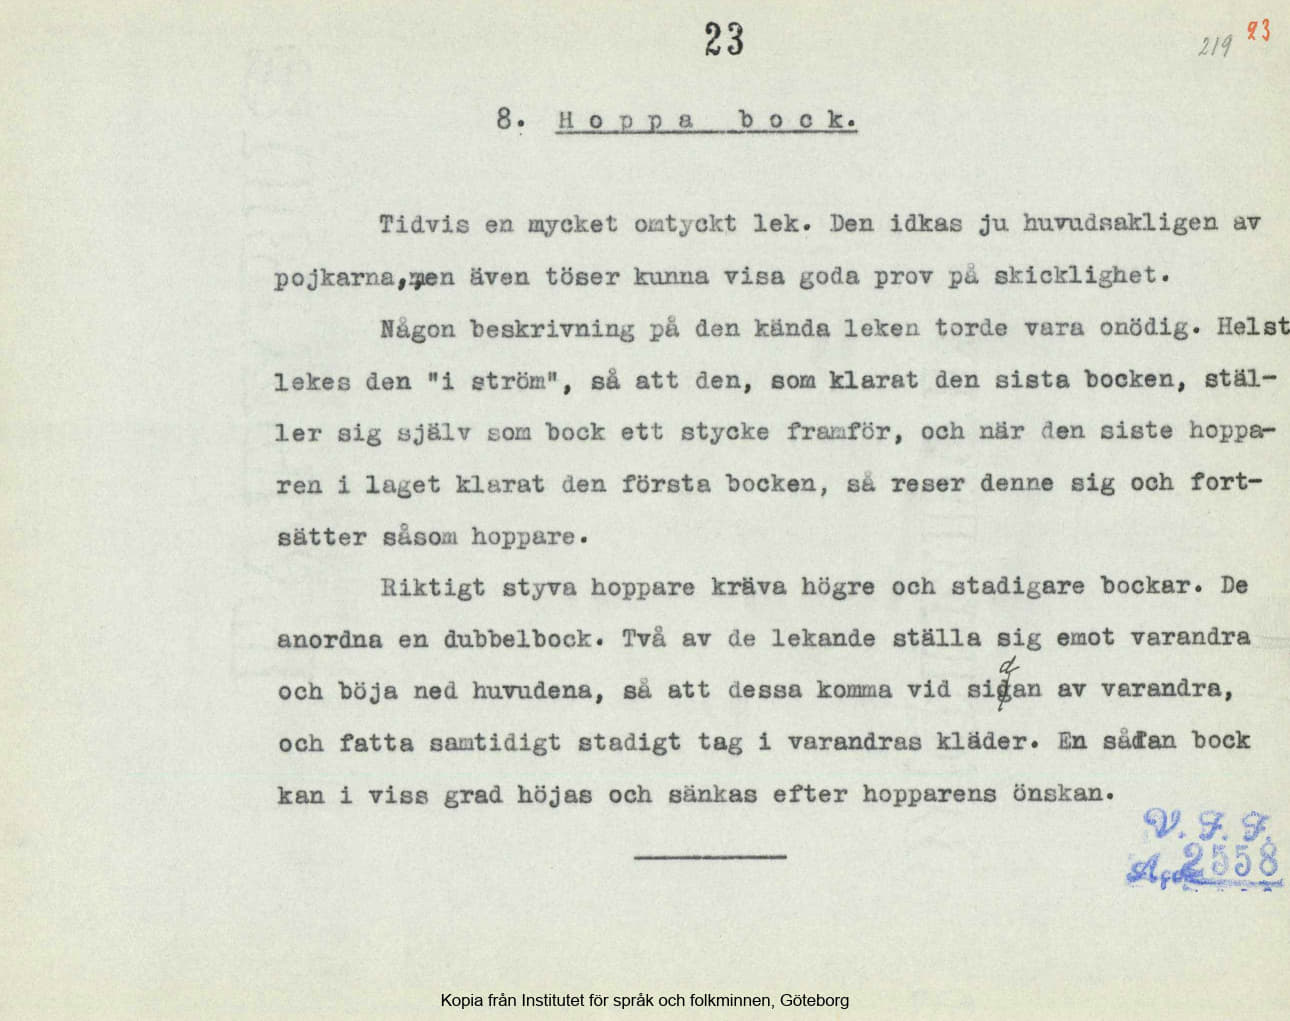 23
219 23
8. Hoppa bock.
Tidvis en mycket omtyckt lek. Den idkas ju huvudsakligen av
pojkarna, men även töser kunna visa goda prov på skicklighet.
Någon beskrivning på den kända leken torde vara onödig. Helst
lekes den "i ström", så att den, som klarat den sista bocken, stäl-
ler sig själv som bock ett stycke framför, och när den siste hoppa-
ren i laget klarat den första bocken, så reser denne sig och fort-
sätter såsom hoppare.
Riktigt styva hoppare kräva högre och stadigare bockar. De
anordna en dubbelbock. Två av de lekande ställa sig emot varandra
och böja ned huvudena, så att dessa komma vid sidan av varandra,
och fatta samtidigt stadigt tag i varandras kläder. En sådan bock
kan i viss grad höjas och sänkas efter hopparens önskan.
V. F. F.
Acc 2558
Kopia från Institutet för språk och folkminnen, Göteborg